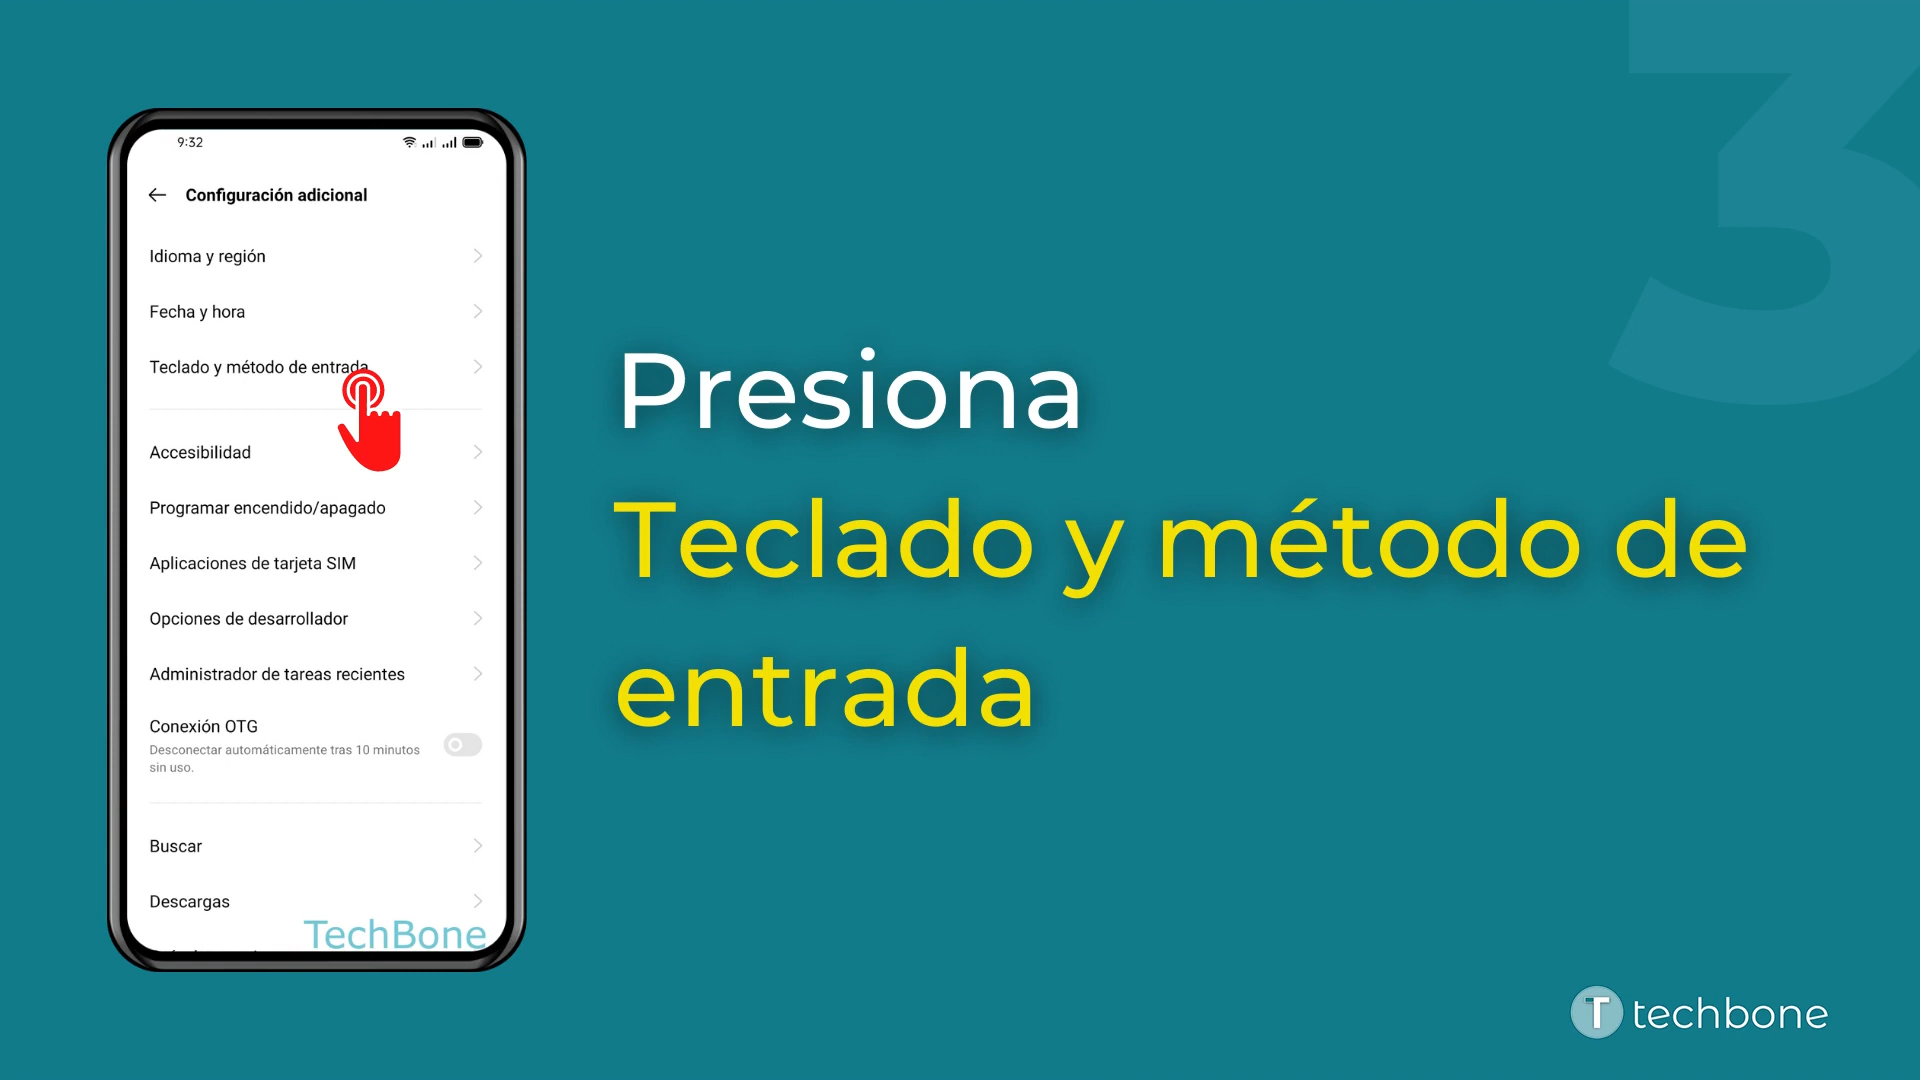 3
9:32
Configuración adicional
Idioma y región
Fecha y hora
Teclado y método de entrada
Accesibilidad
Programar encendido/apagado
Aplicaciones de tarjeta SIM
Opciones de desarrollador
Administrador de tareas recientes
Conexión OTG
Desconectar automáticamente tras 10 minutos
sin uso.
Buscar
Descargas
TechBone
Presiona
Teclado y método de
entrada
T techbone